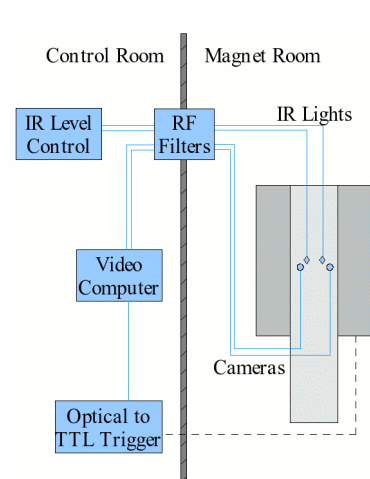 Control Room
Magnet Room
IR Lights
IR Level
Control
RF
Filters
Video
Computer
Cameras
Optical to
TTL Trigger